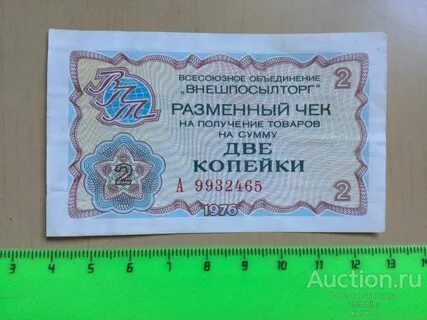 ВПТ
ВСЕСОЮЗНОЕ ОБЪЕДИНЕНИЕ
„ВНЕШПОСЫЛТОРГ"
РАЗМЕННЫЙ ЧЕК
НА ПОЛУЧЕНИЕ ТОВАРОВ
НА СУММУ
ДВЕ
КОПЕЙКИ
2
2
2
А 9932465
1976
3 4 5 6 7 8 9 10 11 12 13 14
Auction.ru